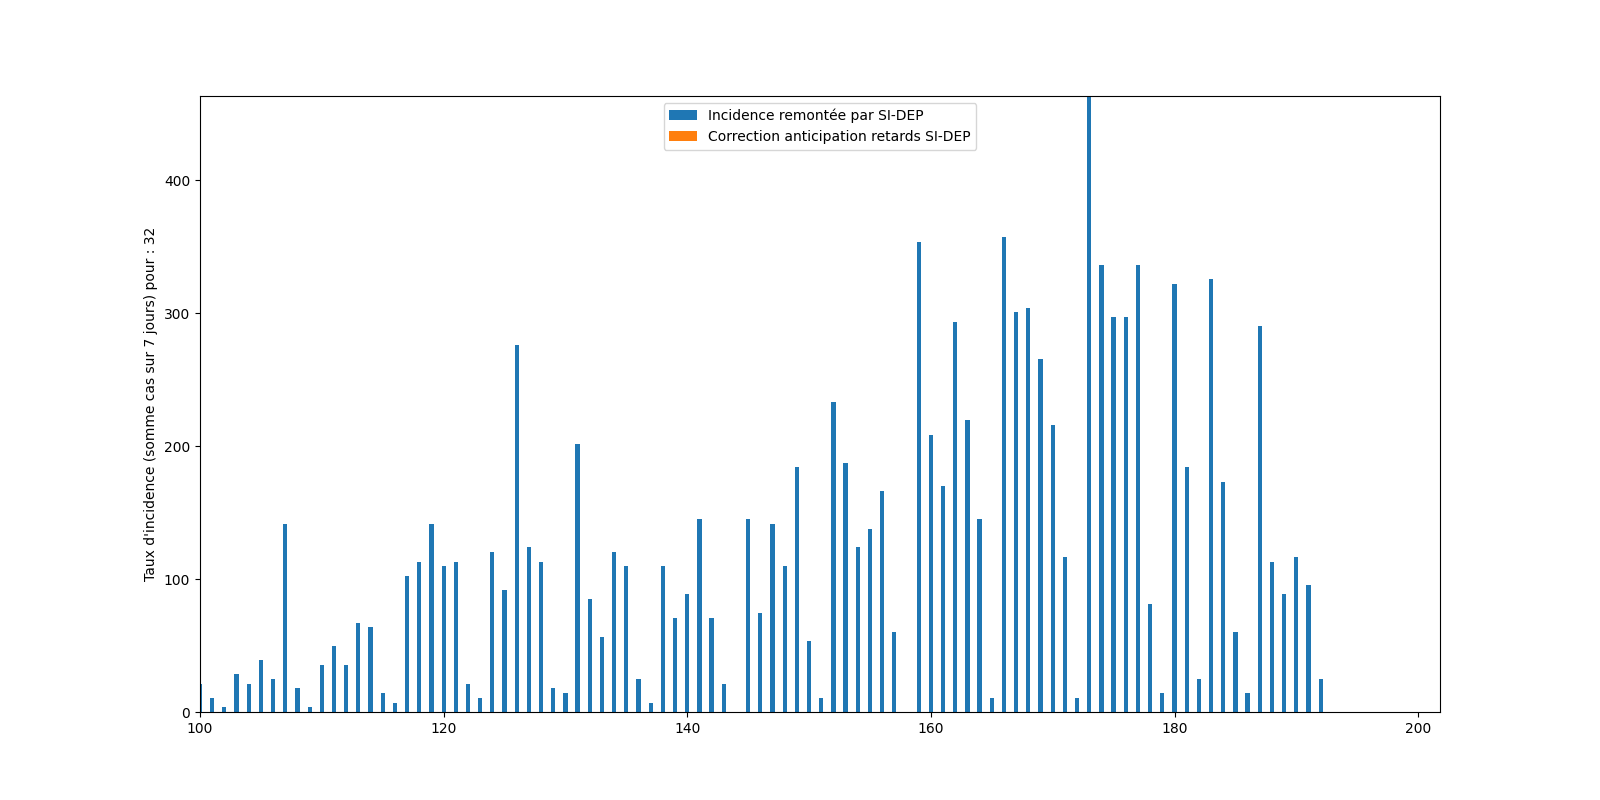 Incidence remontée par SI-DEP
Correction anticipation retards SI-DEP
Taux d'incidence (somme cas sur 7 jours) pour : 32
400
300
200
100
0
100 120 140 160 180 200